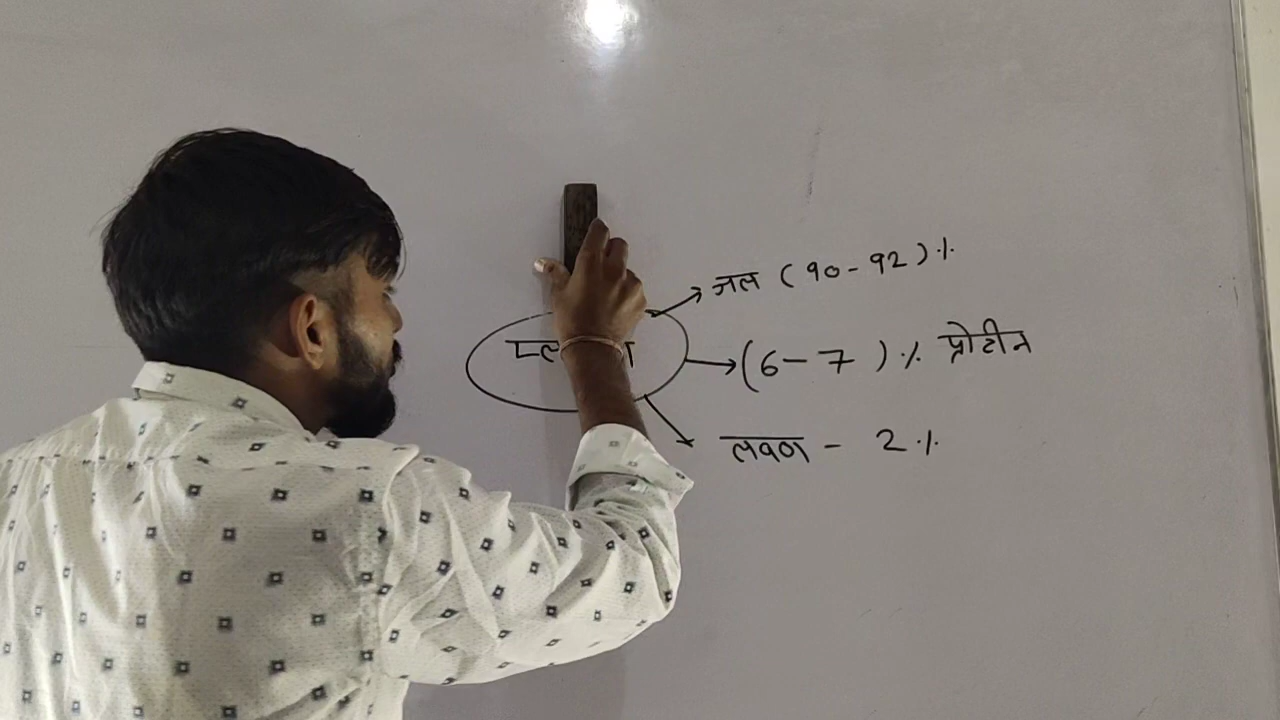 जल (90-92)%
(6-7)% प्रोटीन
लवण - 2%